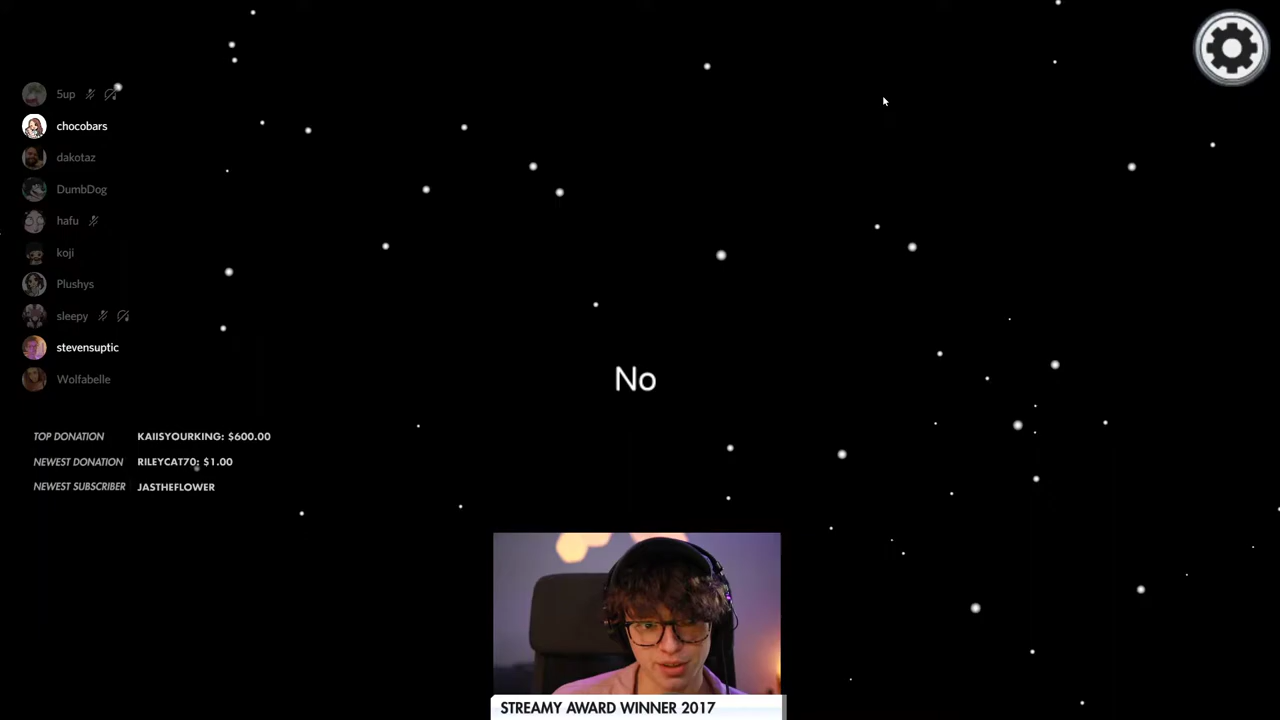 5up
chocobars
dakotaz
DumbDog
hafu
koji
Plushys
sleepy
stevensuptic
Wolfabelle
No
TOP DONATION KAIISYOURKING: $600.00
NEWEST DONATION RILEYCAT70: $1.00
NEWEST SUBSCRIBER JASTHEFLOWER
STREAMY AWARD WINNER 2017